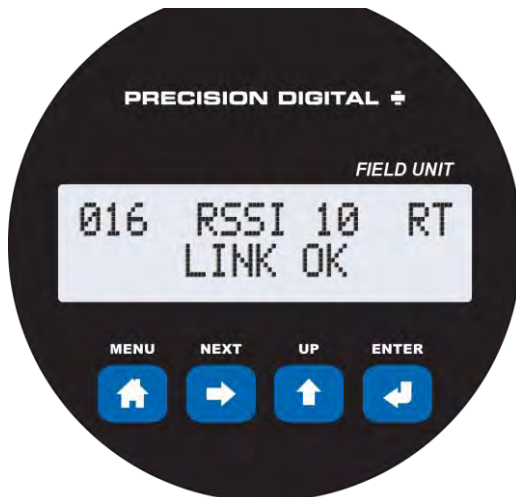 PRECISION DIGITAL
FIELD UNIT
016 RSSI 10 RT
LINK OK
MENU NEXT UP ENTER